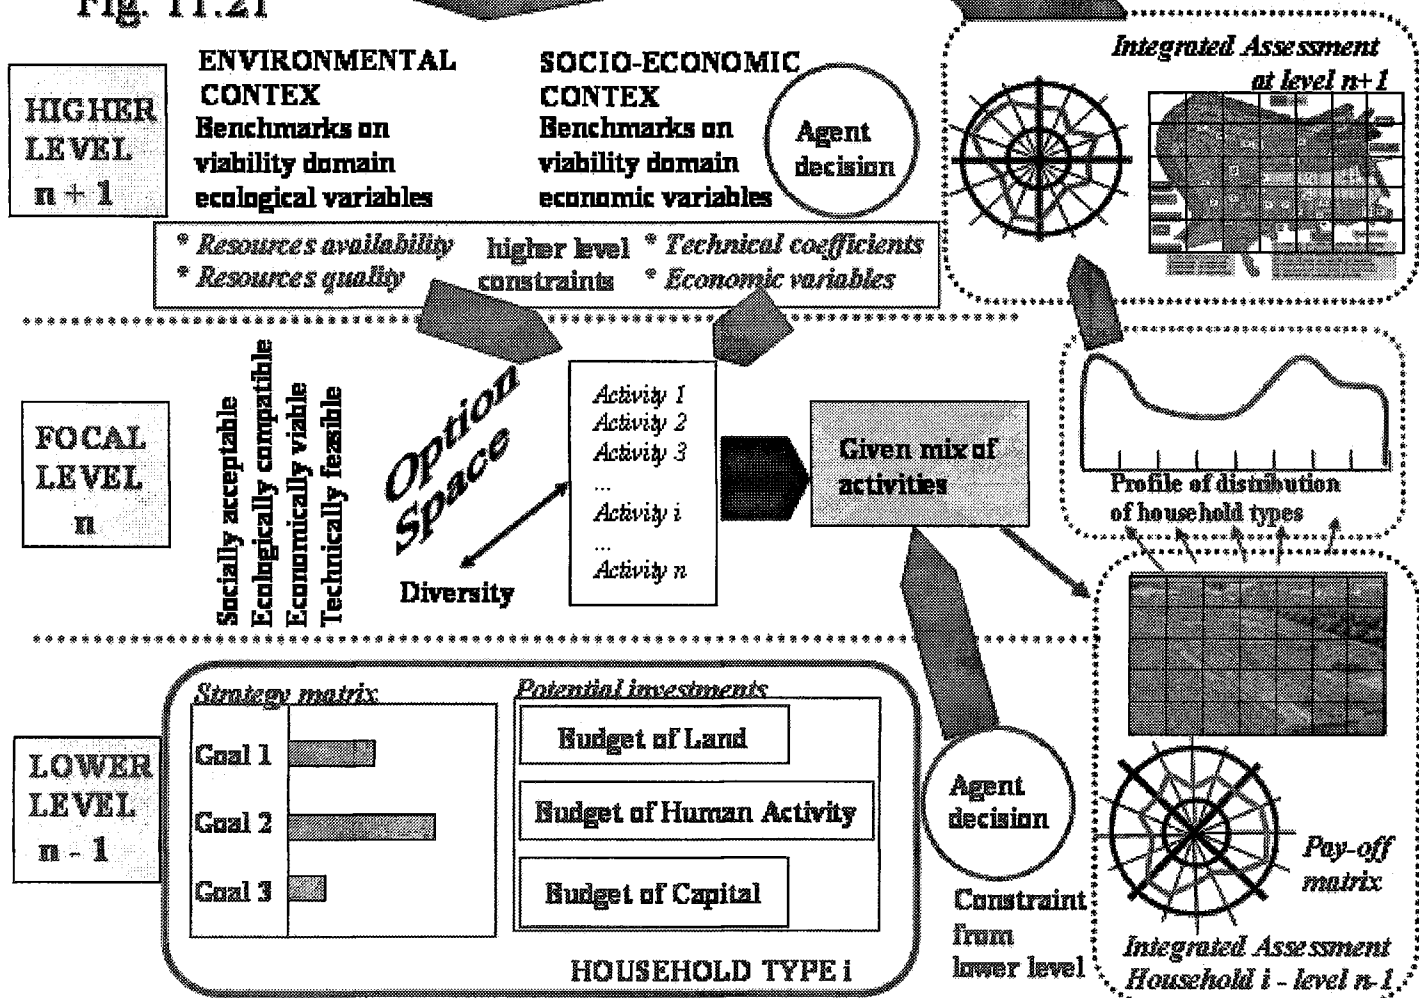 Fig. 11.21
HIGHER
LEVEL
n + 1
ENVIRONMENTAL
CONTEX
Benchmarks on
viability domain
ecological variables
SOCIO-ECONOMIC
CONTEX
Benchmarks on
viability domain
economic variables
Agent
decision
Integrated Assessment
at level n+1
* Resources availability
* Resources quality
higher level
constraints
* Technical coefficients
* Economic variables
FOCAL
LEVEL
n
Socially acceptable
Ecologically compatible
Economically viable
Technically feasible
Option
Space
Diversity
Activity 1
Activity 2
Activity 3
...
Activity i
...
Activity n
Given mix of
activities
Profile of distribution
of household types
LOWER
LEVEL
n - 1
Strategy matrix
Goal 1
Goal 2
Goal 3
Potential investments
Budget of Land
Budget of Human Activity
Budget of Capital
HOUSEHOLD TYPE i
Agent
decision
Constraint
from
lower level
Pay-off
matrix
Integrated Assessment
Household i - level n-1